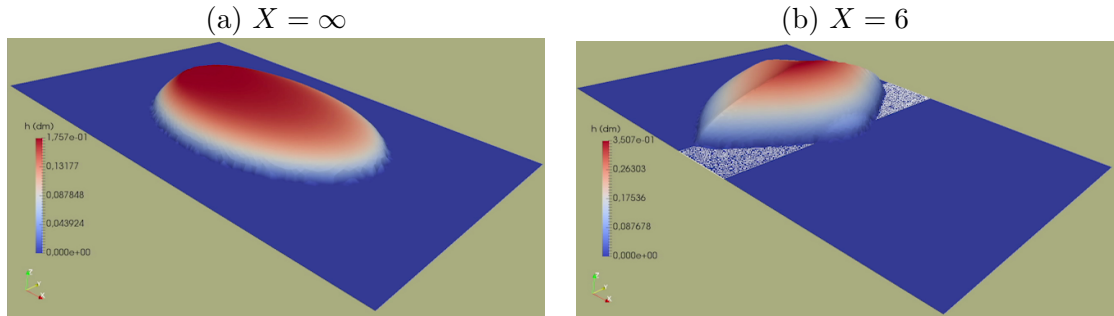 (a) X = ∞
(b) X = 6
h (dm)
1,757e-01
0,13177
0,087848
0,043924
0,000e+00
Z
Y
X
h (dm)
3,507e-01
0,26303
0,17536
0,087678
0,000e+00
Z
Y
X